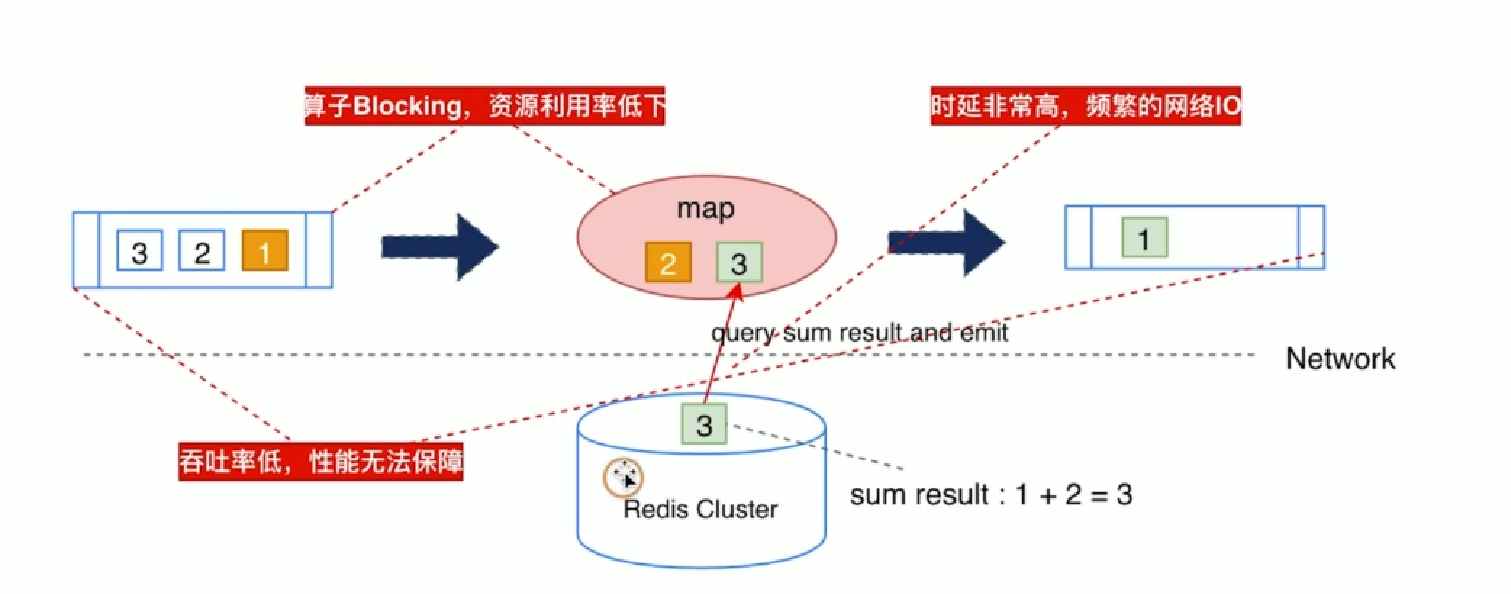 算子Blocking，资源利用率低下
时延非常高，频繁的网络IO
map
3 2 1
2 3
1
query sum result and emit
Network
3
吞吐率低，性能无法保障
Redis Cluster
sum result : 1 + 2 = 3